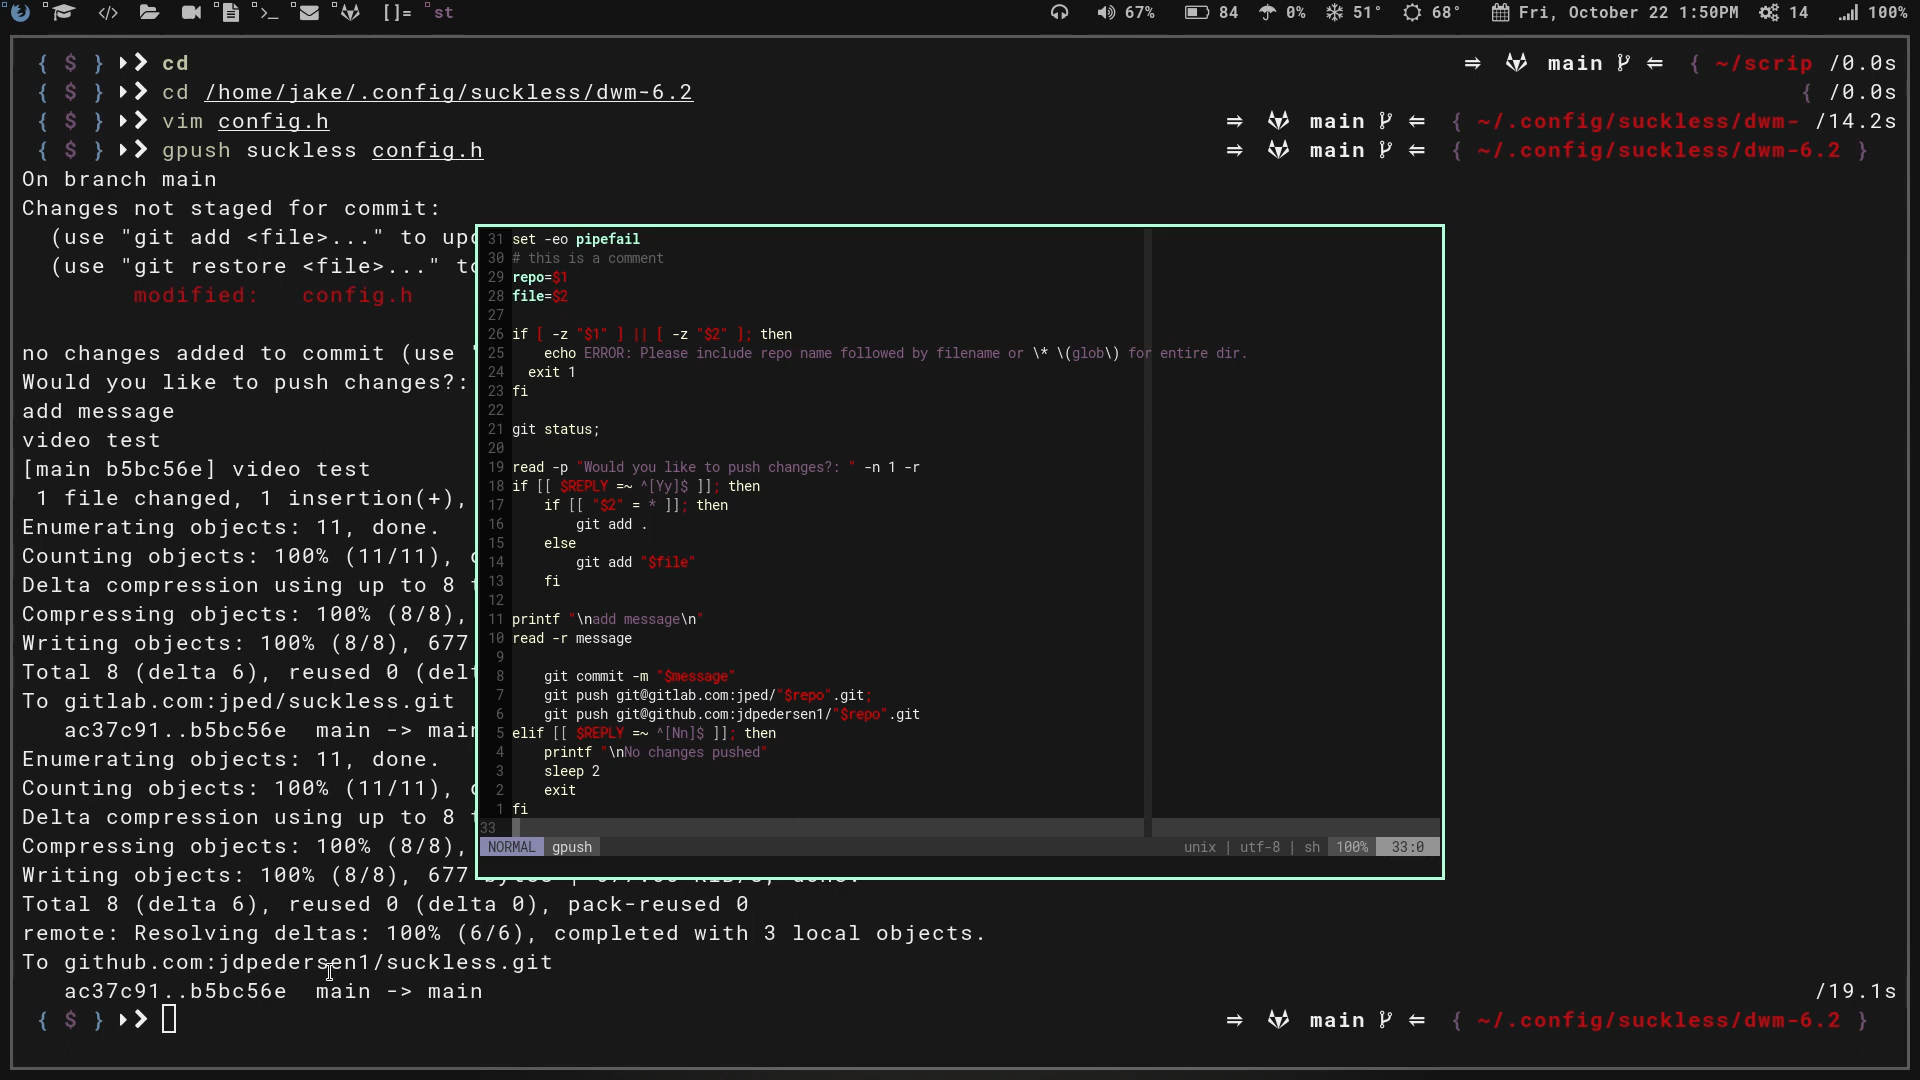 []= st 67% 84 0% 51° 68° Fri, October 22 1:50PM 14 100%
{ $ } cd ⇒ main ⇐ { ~/scrip /0.0s
{ $ } cd /home/jake/.config/suckless/dwm-6.2 { /0.0s
{ $ } vim config.h ⇒ main ⇐ { ~/.config/suckless/dwm- /14.2s
{ $ } gpush suckless config.h ⇒ main ⇐ { ~/.config/suckless/dwm-6.2 }
On branch main
Changes not staged for commit:
(use "git add <file>..." to
(use "git restore <file>..."
modified: config.h
no changes added to commit (use
Would you like to push changes?:
add message
video test
[main b5bc56e] video test
1 file changed, 1 insertion(+),
Enumerating objects: 11, done.
Counting objects: 100% (11/11),
Delta compression using up to 8
Compressing objects: 100% (8/8),
Writing objects: 100% (8/8), 677
Total 8 (delta 6), reused 0
To gitlab.com:jped/suckless.git
ac37c91..b5bc56e main -> main
Enumerating objects: 11, done.
Counting objects: 100% (11/11),
Delta compression using up to 8
Compressing objects: 100% (8/8),
Writing objects: 100% (8/8), 677
Total 8 (delta 6), reused 0 (delta 0), pack-reused 0
remote: Resolving deltas: 100% (6/6), completed with 3 local objects.
To github.com:jdpedersen1/suckless.git
ac37c91..b5bc56e main -> main /19.1s
{ $ } ⇒ main ⇐ { ~/.config/suckless/dwm-6.2 }
31 set -eo pipefail
30 # this is a comment
29 repo=$1
28 file=$2
27
26 if [ -z "$1" ] || [ -z "$2" ]; then
25 echo ERROR: Please include repo name followed by filename or \* \(glob\) for entire dir.
24 exit 1
23 fi
22
21 git status;
20
19 read -p "Would you like to push changes?: " -n 1 -r
18 if [[ $REPLY =~ ^[Yy]$ ]]; then
17 if [[ "$2" = * ]]; then
16 git add .
15 else
14 git add "$file"
13 fi
12
11 printf "\nadd message\n"
10 read -r message
9
8 git commit -m "$message"
7 git push git@gitlab.com:jped/"$repo".git;
6 git push git@github.com:jdpedersen1/"$repo".git
5 elif [[ $REPLY =~ ^[Nn]$ ]]; then
4 printf "\nNo changes pushed"
3 sleep 2
2 exit
1 fi
33
NORMAL gpush unix | utf-8 | sh 100% 33:0